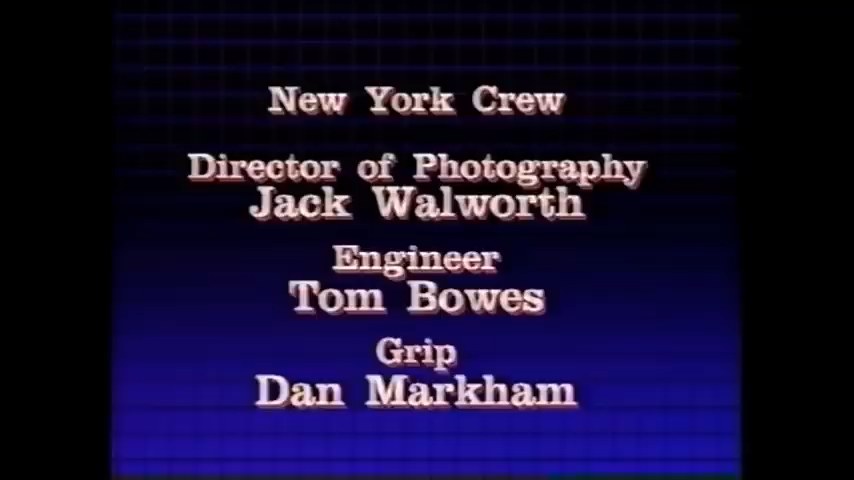 New York Crew
Director of Photography
Jack Walworth
Engineer
Tom Bowes
Grip
Dan Markham